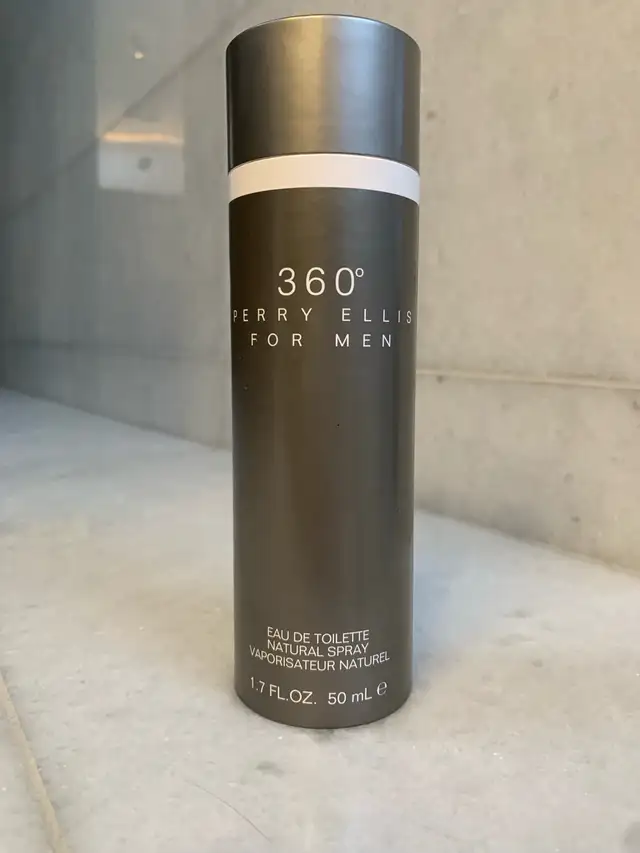 360°
PERRY ELLIS
FOR MEN
EAU DE TOILETTE
NATURAL SPRAY
VAPORISATEUR NATUREL
1.7 FL.OZ. 50 mL ℮